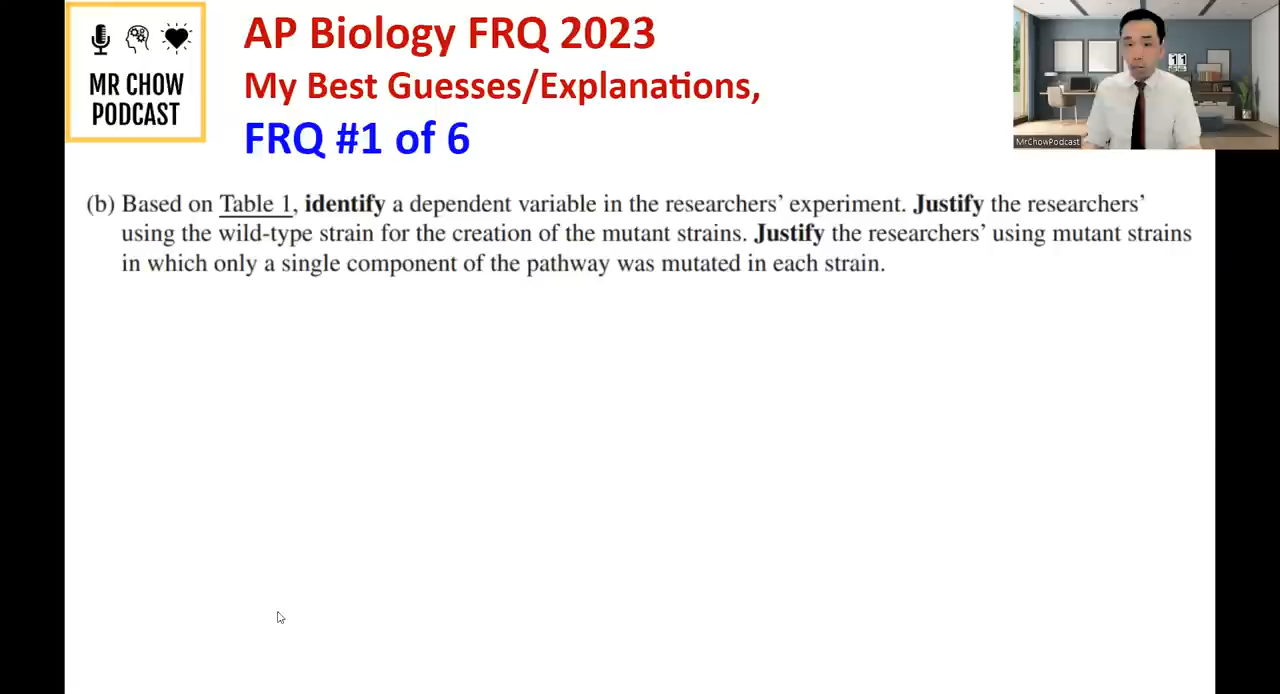 MR CHOW
PODCAST
AP Biology FRQ 2023
My Best Guesses/Explanations,
FRQ #1 of 6
11
MrChowPodcast
(b) Based on Table 1, identify a dependent variable in the researchers’ experiment. Justify the researchers’
using the wild-type strain for the creation of the mutant strains. Justify the researchers’ using mutant strains
in which only a single component of the pathway was mutated in each strain.